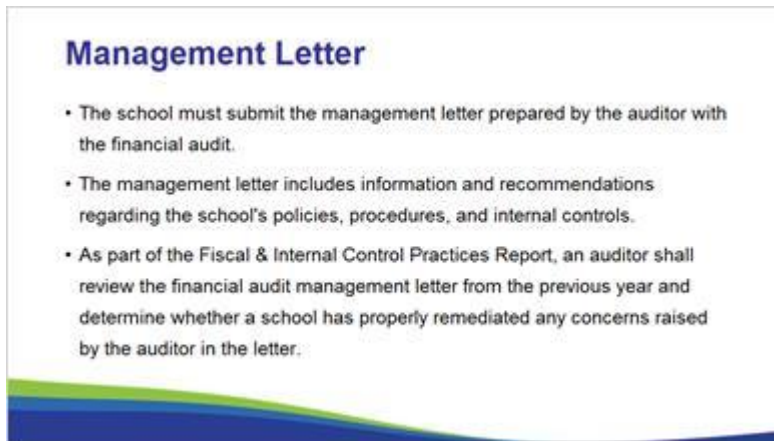 Management Letter
• The school must submit the management letter prepared by the auditor with
the financial audit.
• The management letter includes information and recommendations
regarding the school's policies, procedures, and internal controls.
• As part of the Fiscal & Internal Control Practices Report, an auditor shall
review the financial audit management letter from the previous year and
determine whether a school has properly remediated any concerns raised
by the auditor in the letter.